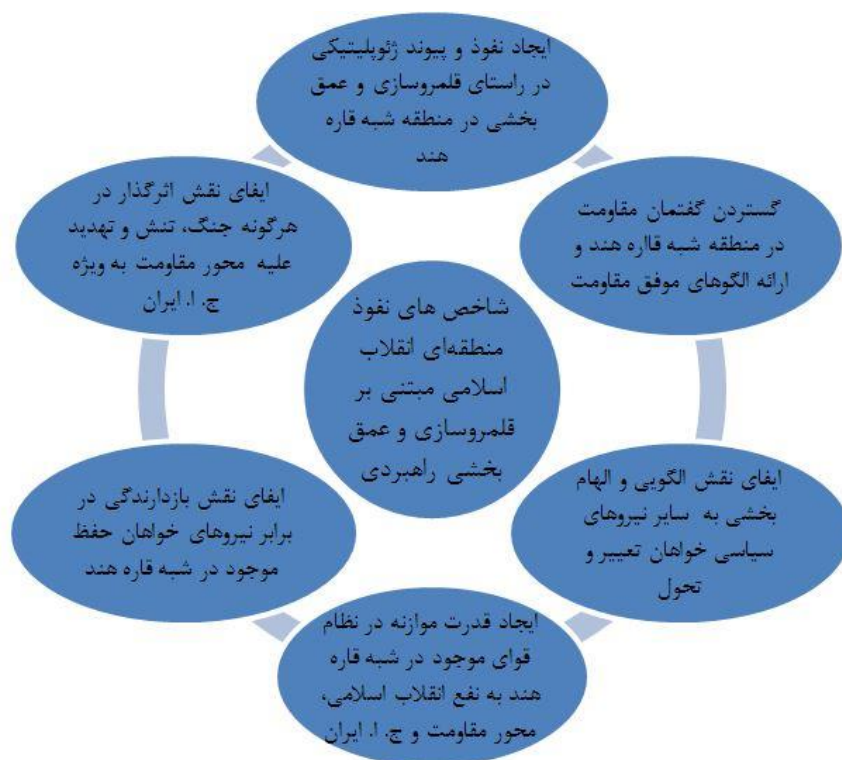 ایجاد نفوذ و پیوند ژئوپلیتیکی
در راستای قلمروسازی و عمق
بخشی در منطقه شبه قاره
هند
گستردن گفتمان مقاومت
در منطقه شبه قااره هند و
ارائه الگوهای موفق مقاومت
ایفای نقش الگویی و الهام
بخشی به سایر نیروهای
سیاسی خواهان تعییر و
تحول
ایجاد قدرت موازنه در نظام
قوای موجود در شبه قاره
هند به نفع انقلاب اسلامی،
محور مقاومت و ج. ا. ایران
ایفای نقش بازدارندگی در
برابر نیروهای خواهان حفظ
موجود در شبه قاره هند
ایفای نقش اثرگذار در
هرگونه جنگ، تنش و تهدید
علیه محور مقاومت به ویژه
ج. ا. ایران
شاخص های نفوذ
منطقه‌ای انقلاب
اسلامی مبتنی بر
قلمروسازی و عمق
بخشی راهبردی